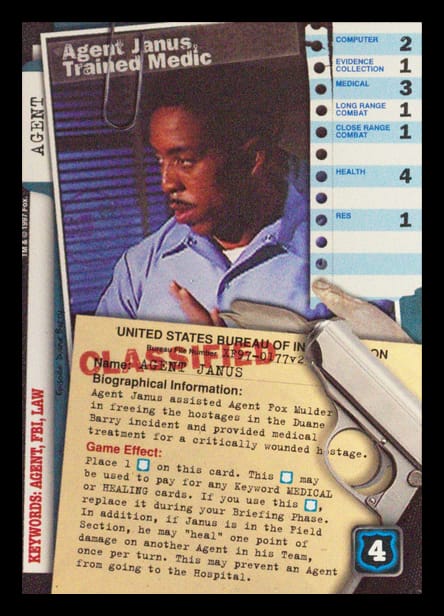 Agent Janus,
Trained Medic
COMPUTER 2
EVIDENCE
COLLECTION 1
MEDICAL 3
LONG RANGE
COMBAT 1
CLOSE RANGE
COMBAT 1
HEALTH 4
RES 1
AGENT
TM & © 1997 Fox.
Episode: Duane Barry
KEYWORDS: AGENT, FBI, LAW
UNITED STATES BUREAU OF IN ON
Bureau File Number XF97-0177v2
CLASSIFIED
Name: AGENT JANUS
Biographical Information:
Agent Janus assisted Agent Fox Mulder
in freeing the hostages in the Duane
Barry incident and provided medical
treatment for a critically wounded hostage.
Game Effect:
Place 1 on this card. This may
be used to pay for any Keyword MEDICAL
or HEALING cards. If you use this ,
replace it during your Briefing Phase.
In addition, if Janus is in the Field
Section, he may "heal" one point of
damage on another Agent in his Team,
once per turn. This may prevent an Agent
from going to the Hospital.
4